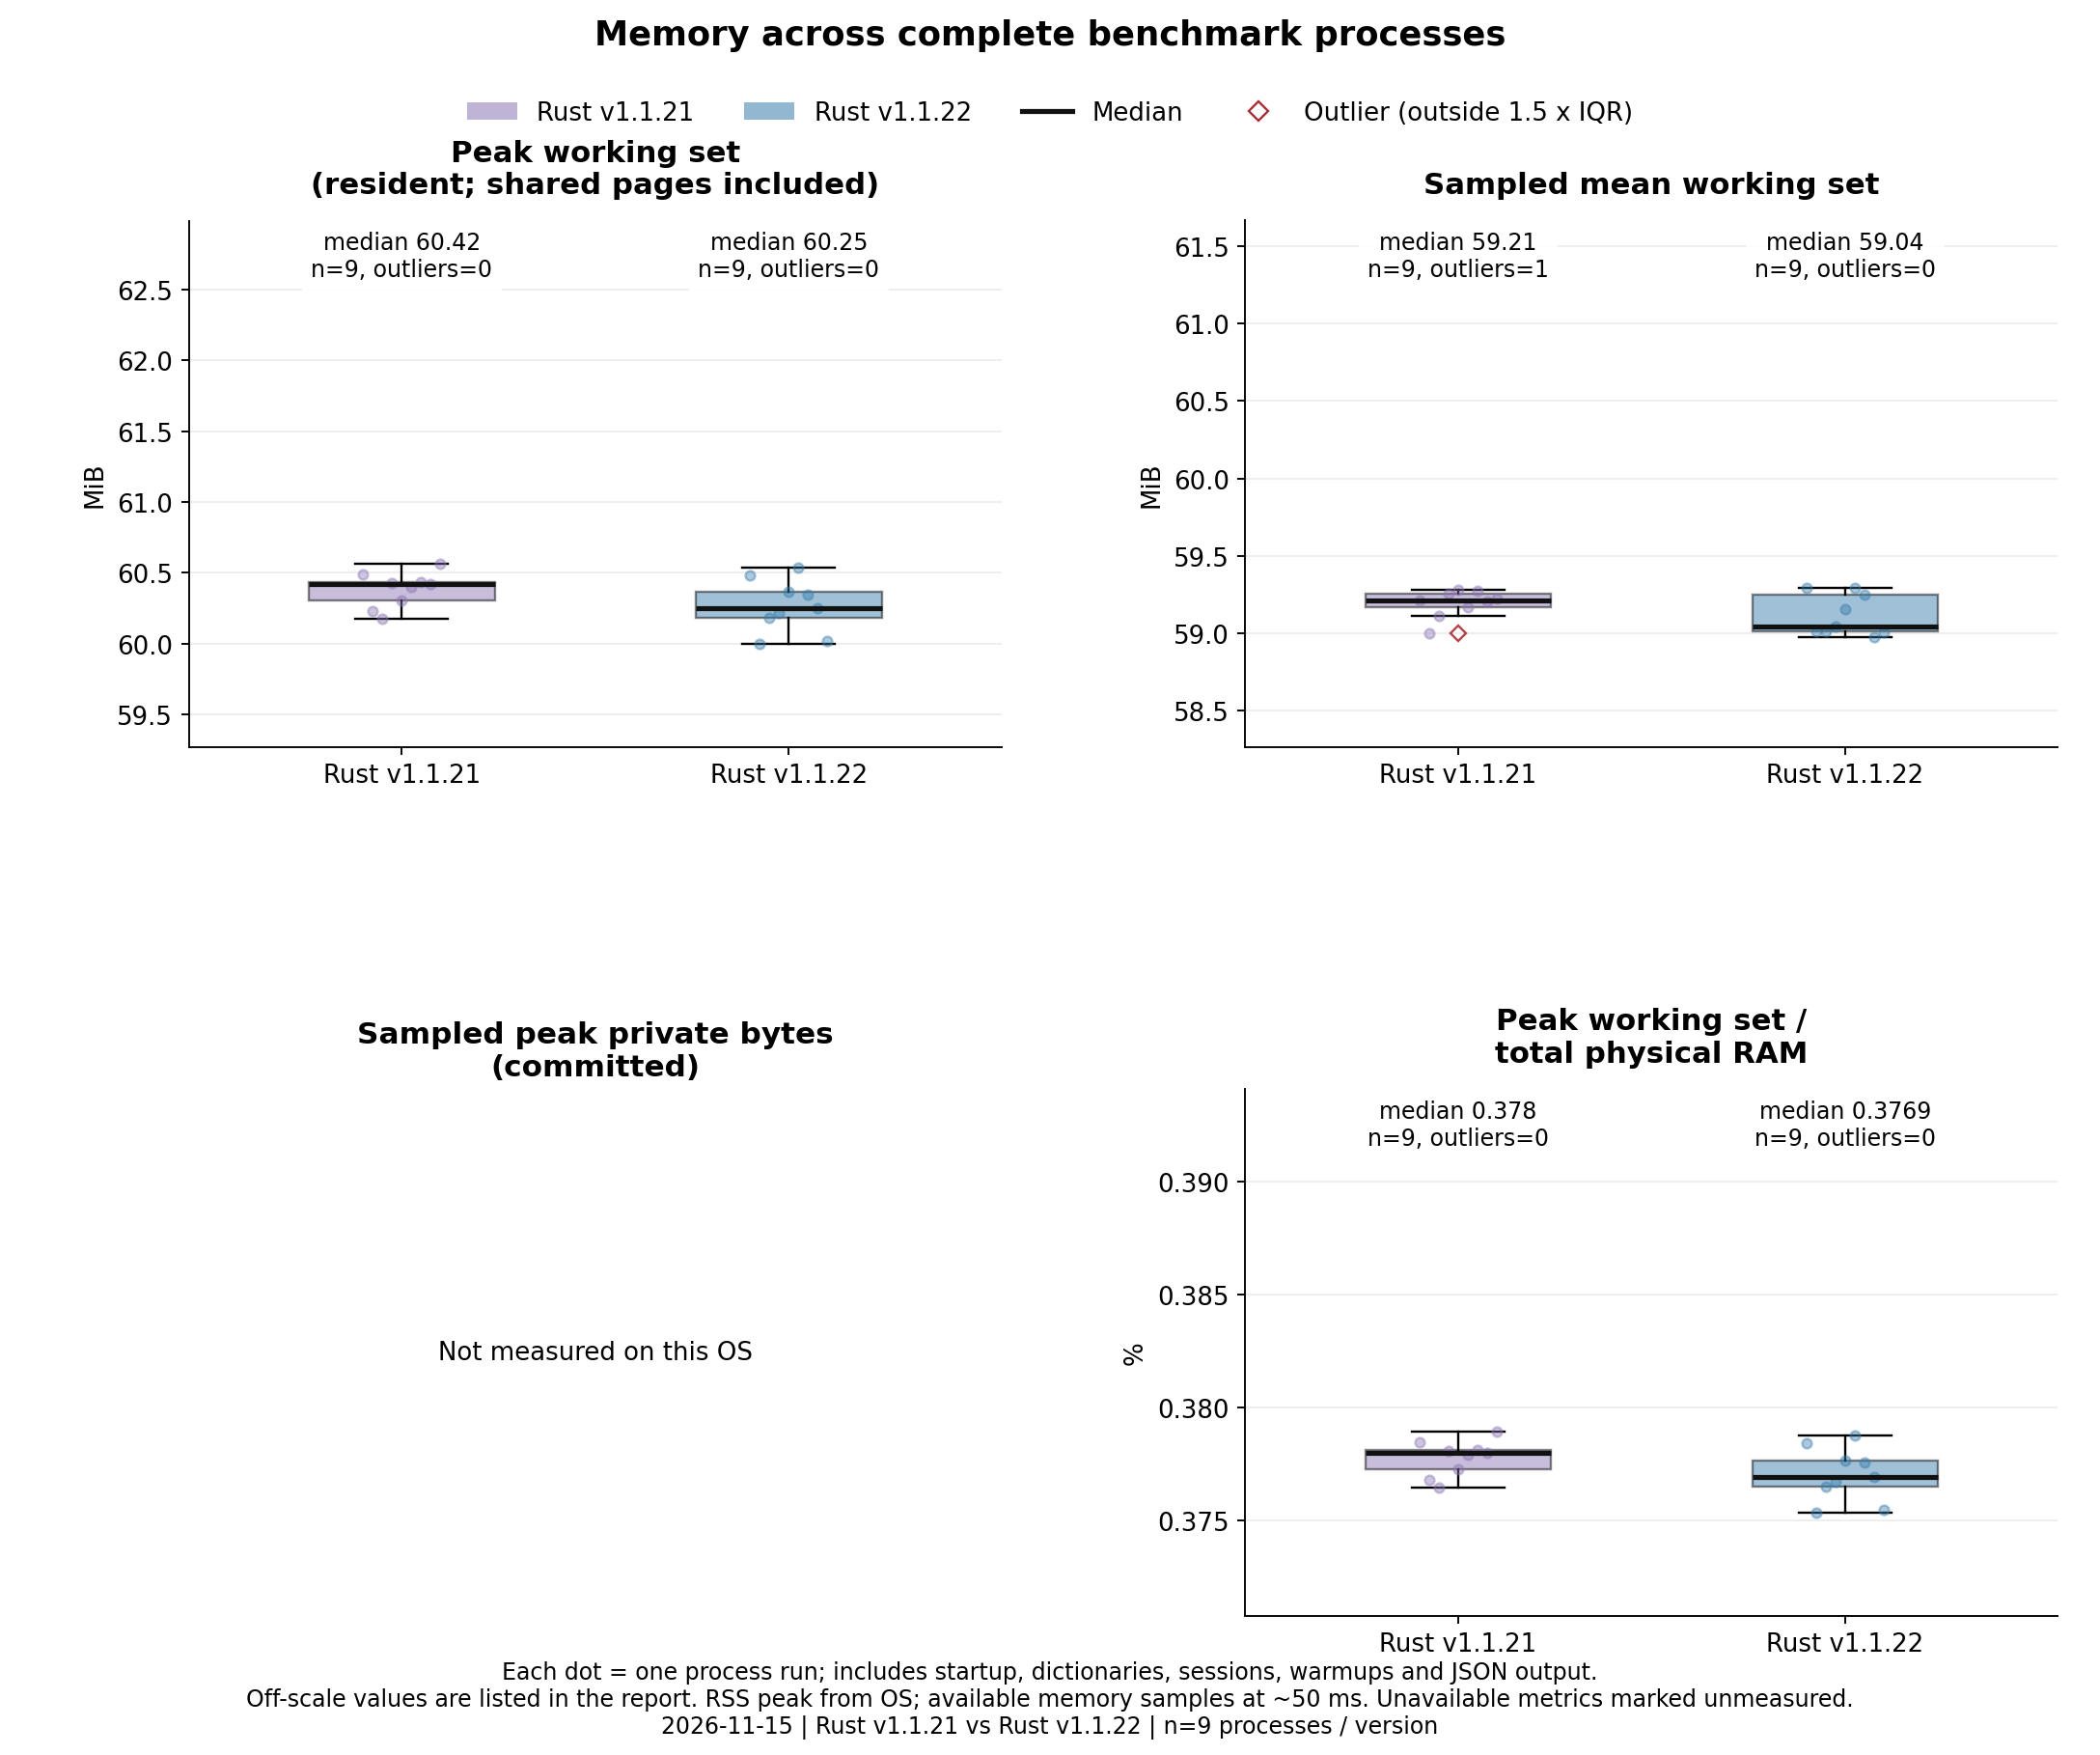 Memory across complete benchmark processes
Rust v1.1.21
Rust v1.1.22
Median
Outlier (outside 1.5 x IQR)
Peak working set
(resident; shared pages included)
median 60.42
n=9, outliers=0
median 60.25
n=9, outliers=0
MiB
62.5
62.0
61.5
61.0
60.5
60.0
59.5
Rust v1.1.21
Rust v1.1.22
Sampled mean working set
median 59.21
n=9, outliers=1
median 59.04
n=9, outliers=0
MiB
61.5
61.0
60.5
60.0
59.5
59.0
58.5
Rust v1.1.21
Rust v1.1.22
Sampled peak private bytes
(committed)
Not measured on this OS
Peak working set /
total physical RAM
median 0.378
n=9, outliers=0
median 0.3769
n=9, outliers=0
%
0.390
0.385
0.380
0.375
Rust v1.1.21
Rust v1.1.22
Each dot = one process run; includes startup, dictionaries, sessions, warmups and JSON output.
Off-scale values are listed in the report. RSS peak from OS; available memory samples at ~50 ms. Unavailable metrics marked unmeasured.
2026-11-15 | Rust v1.1.21 vs Rust v1.1.22 | n=9 processes / version